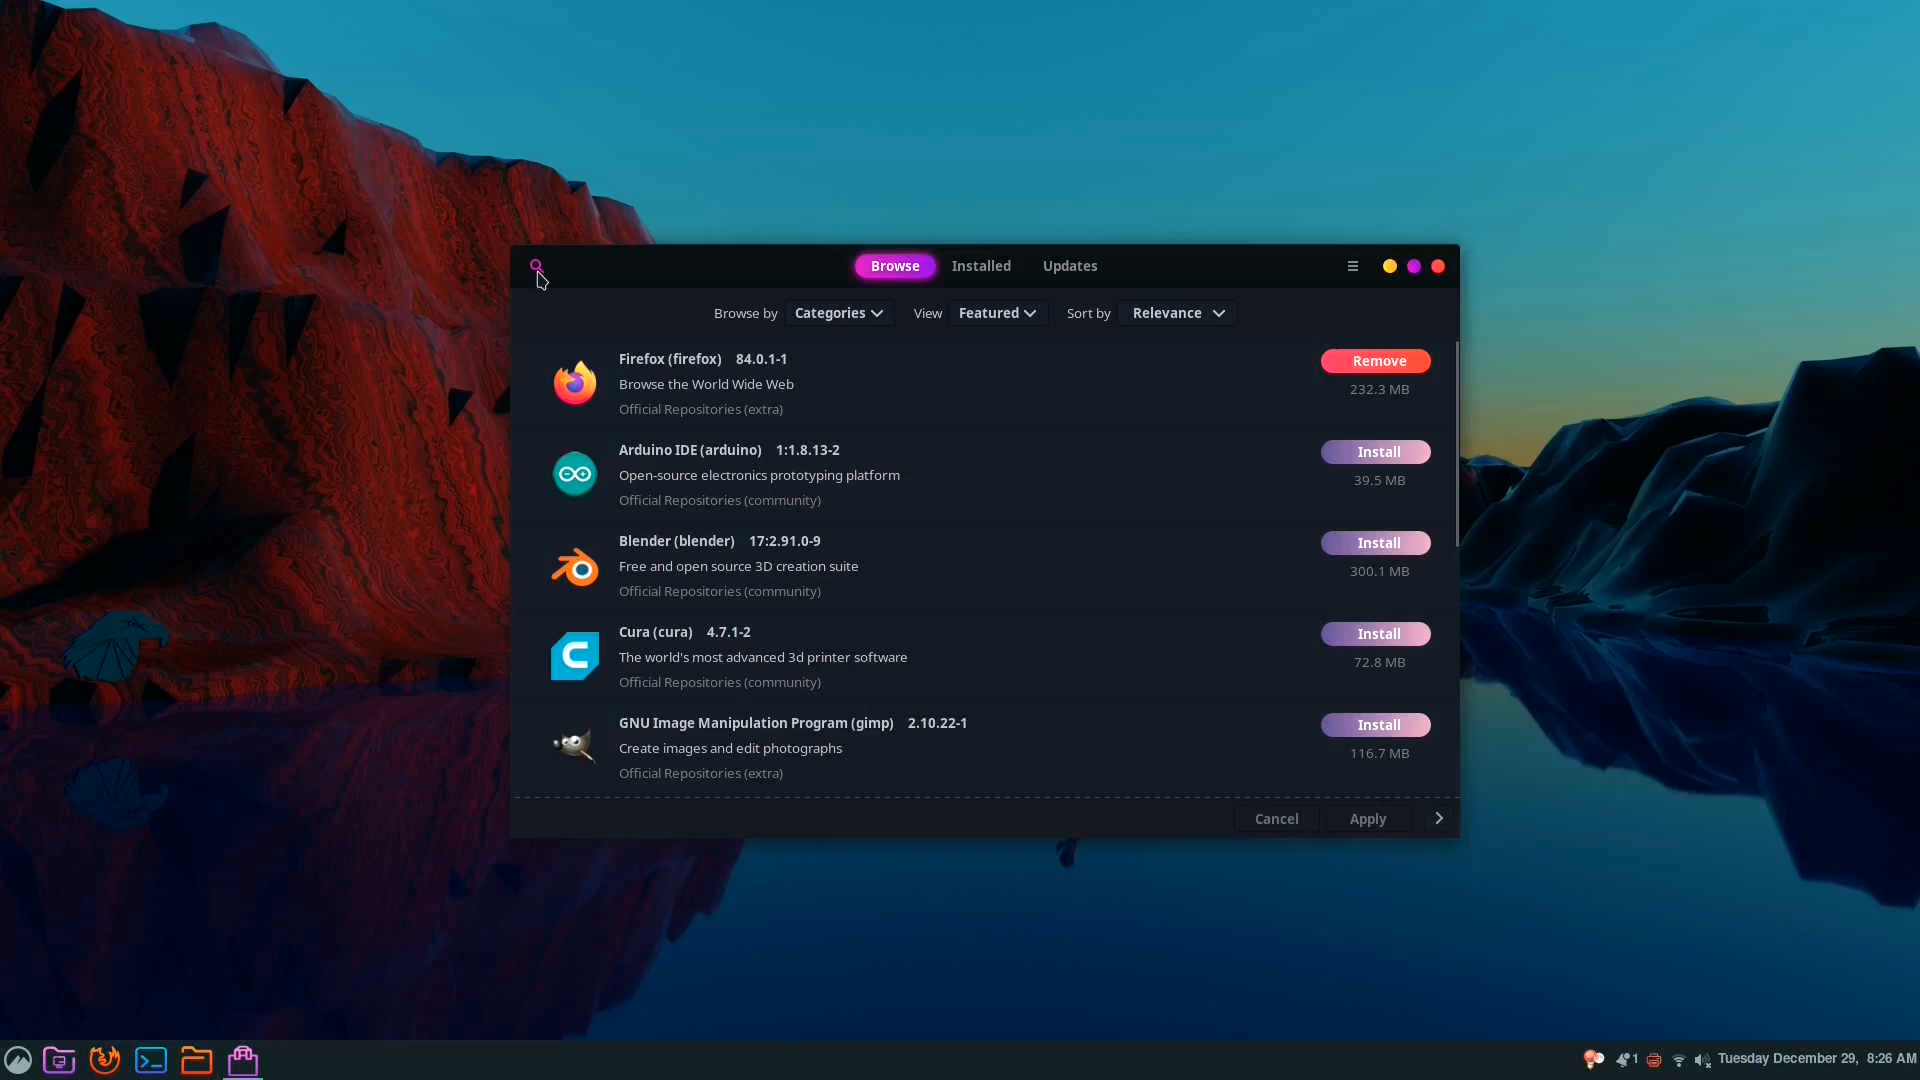 Browse Installed Updates
Browse by Categories View Featured Sort by Relevance
Firefox (firefox) 84.0.1-1
Remove
Browse the World Wide Web
232.3 MB
Official Repositories (extra)
Arduino IDE (arduino) 1:1.8.13-2
Install
Open-source electronics prototyping platform
39.5 MB
Official Repositories (community)
Blender (blender) 17:2.91.0-9
Install
Free and open source 3D creation suite
300.1 MB
Official Repositories (community)
Cura (cura) 4.7.1-2
Install
The world's most advanced 3d printer software
72.8 MB
Official Repositories (community)
GNU Image Manipulation Program (gimp) 2.10.22-1
Install
Create images and edit photographs
116.7 MB
Official Repositories (extra)
Cancel Apply
1 Tuesday December 29, 8:26 AM